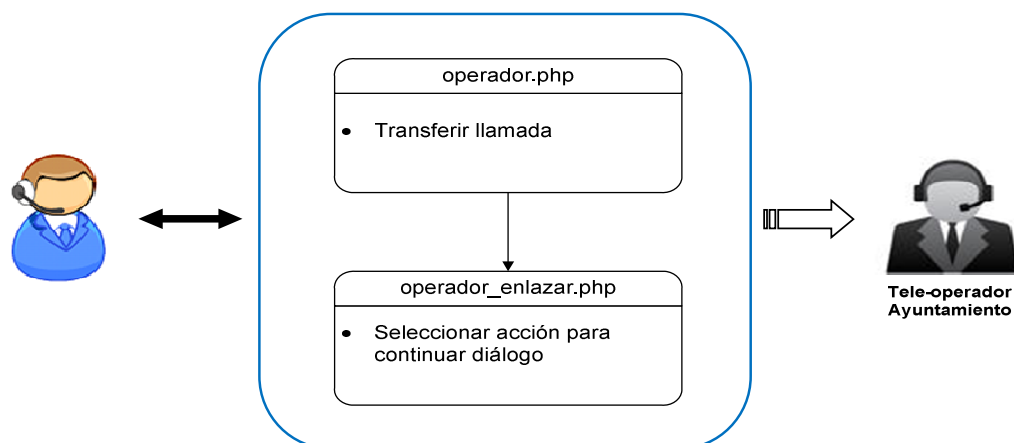 operador.php
• Transferir llamada
operador_enlazar.php
• Seleccionar acción para
continuar diálogo
Tele-operador
Ayuntamiento